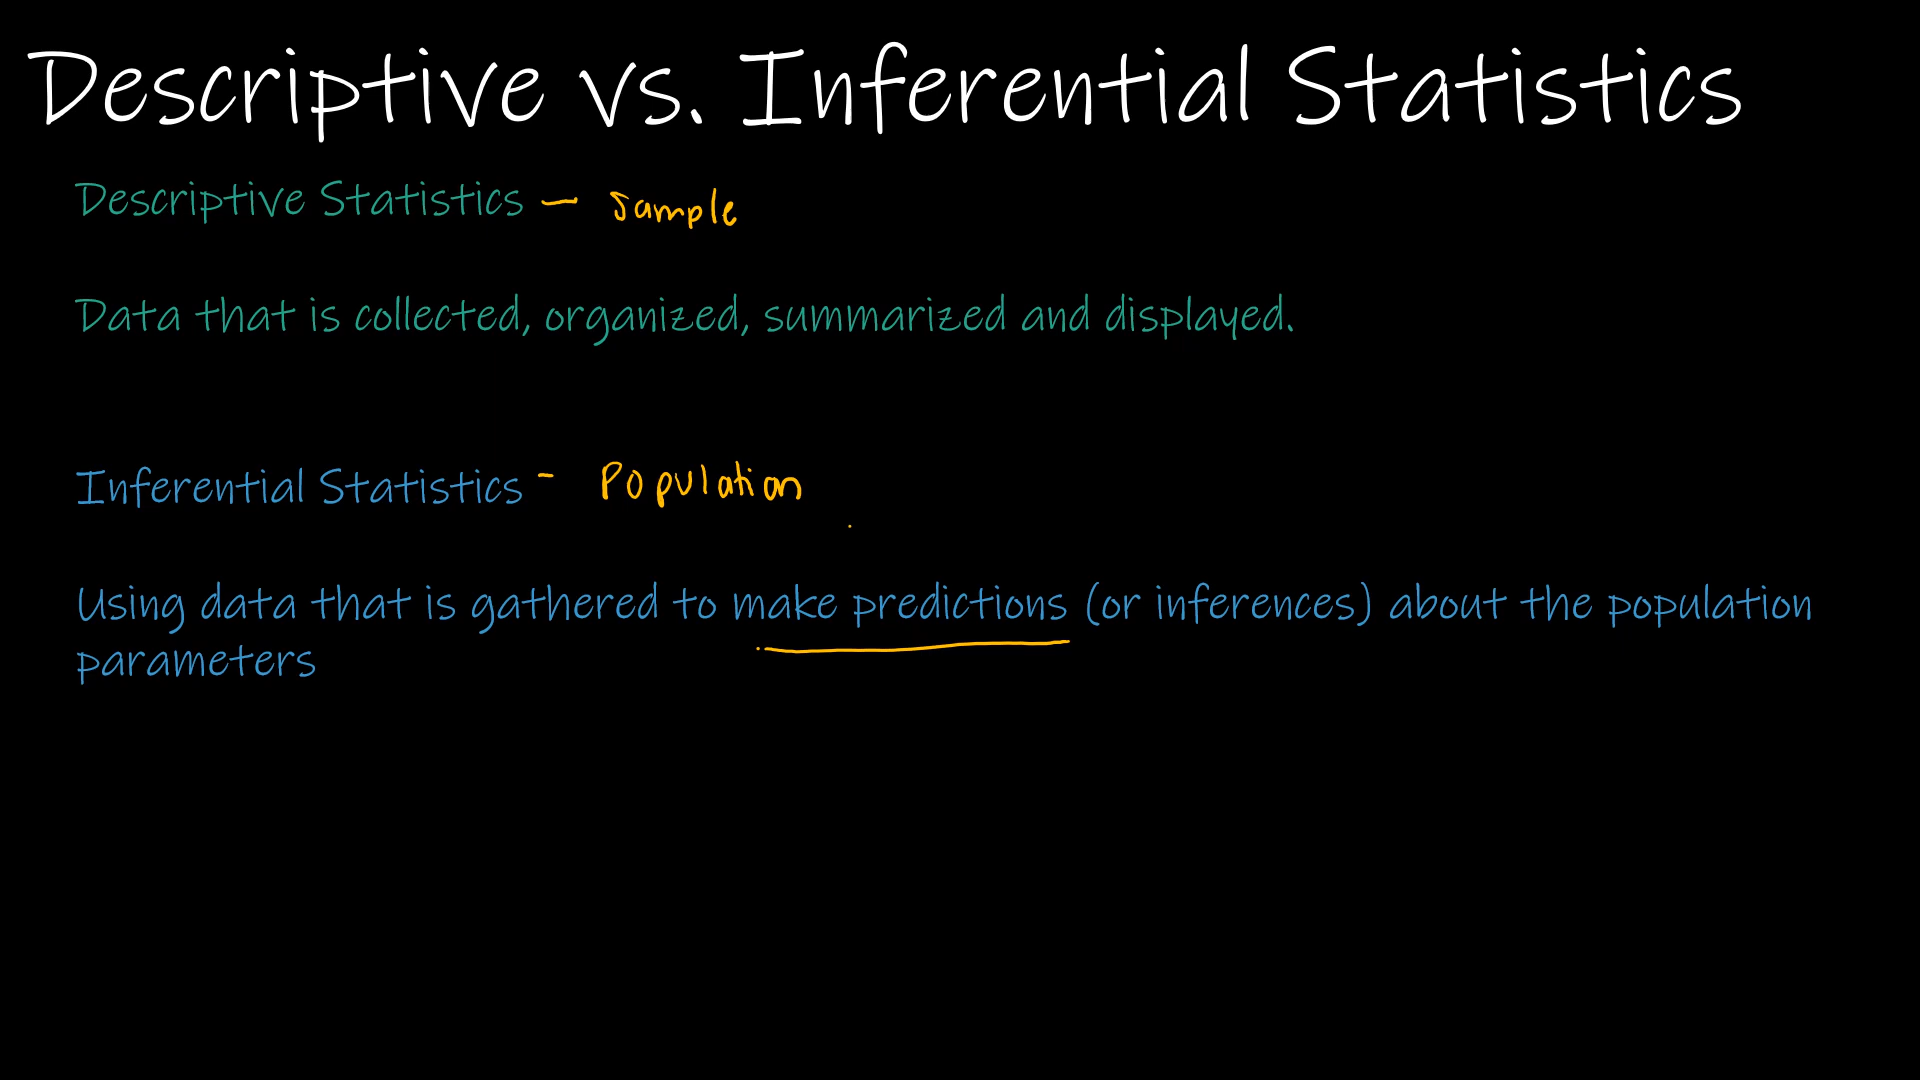 Descriptive vs. Inferential Statistics
Descriptive Statistics — sample
Data that is collected, organized, summarized and displayed.
Inferential Statistics - Population
Using data that is gathered to make predictions (or inferences) about the population
parameters